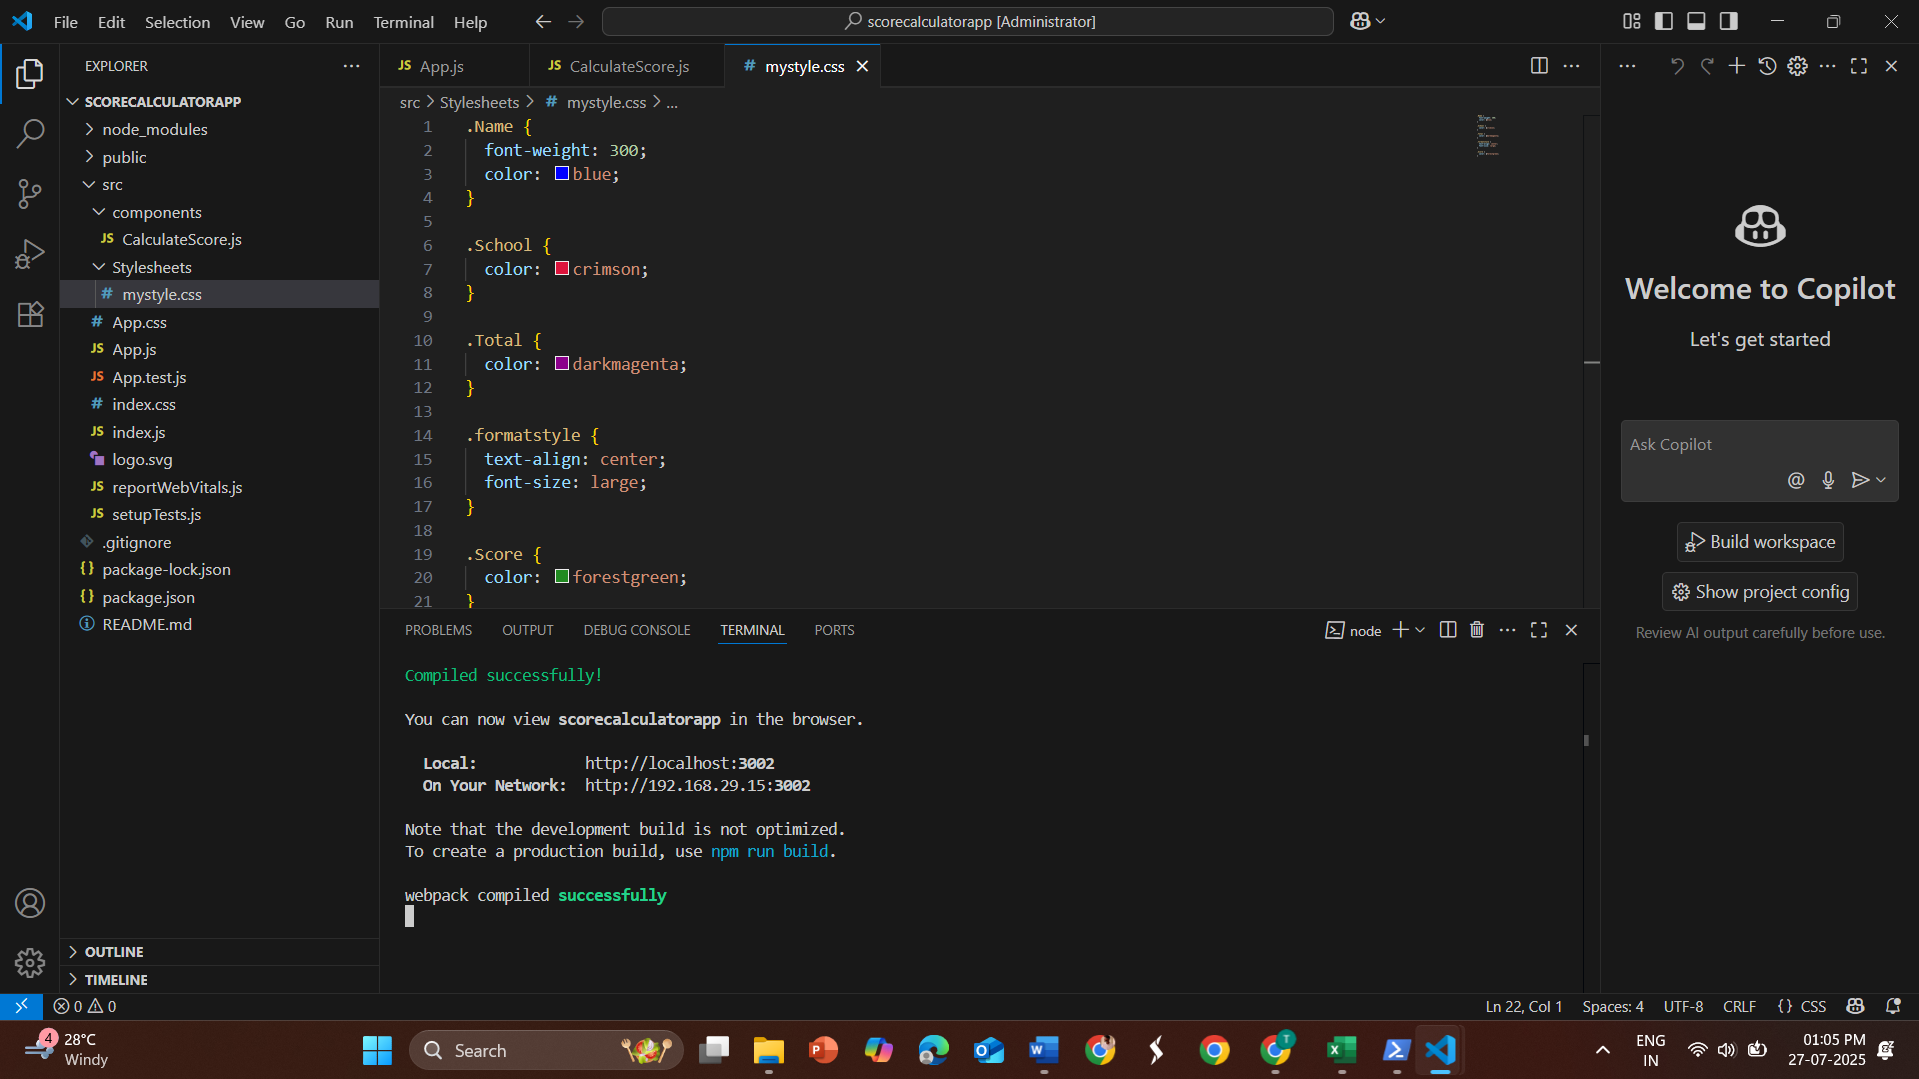 File Edit Selection View Go Run Terminal Help
scorecalculatorapp [Administrator]
EXPLORER
SCORECALCULATORAPP
node_modules
public
src
components
JS CalculateScore.js
Stylesheets
# mystyle.css
# App.css
JS App.js
JS App.test.js
# index.css
JS index.js
logo.svg
JS reportWebVitals.js
JS setupTests.js
.gitignore
{} package-lock.json
{} package.json
README.md
OUTLINE
TIMELINE
JS App.js
JS CalculateScore.js
# mystyle.css
src > Stylesheets > # mystyle.css > ...
1 .Name {
2 font-weight: 300;
3 color: blue;
4 }
5
6 .School {
7 color: crimson;
8 }
9
10 .Total {
11 color: darkmagenta;
12 }
13
14 .formatstyle {
15 text-align: center;
16 font-size: large;
17 }
18
19 .Score {
20 color: forestgreen;
21 }
PROBLEMS OUTPUT DEBUG CONSOLE TERMINAL PORTS
node
Compiled successfully!
You can now view scorecalculatorapp in the browser.
Local: http://localhost:3002
On Your Network: http://192.168.29.15:3002
Note that the development build is not optimized.
To create a production build, use npm run build.
webpack compiled successfully
Welcome to Copilot
Let's get started
Ask Copilot
Build workspace
Show project config
Review AI output carefully before use.
0 0
Ln 22, Col 1 Spaces: 4 UTF-8 CRLF {} CSS
4
28°C
Windy
Search
T
ENG
IN
01:05 PM
27-07-2025